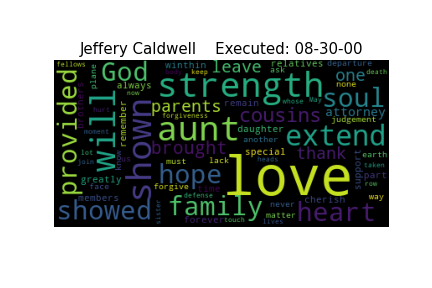 Jeffery Caldwell    Executed: 08-30-00
fellows
plane
God
winthin
leave
relatives
departure
death
always
now
body
keep
ask
one
none
whose
May
strength
soul
provided
will
shown
parents
forgiveness
remain
cousins
attorney
judgement
hurt
moment
remember
aunt
daughter
another
extend
brought
special
thank
support
earth
taken
lot
join
know
must
lack
heads
hope
love
part
row
greatly
face
forgive
time
cherish
way
members
defense
never
showed
sister
family
forever
touch
matter
lives
heart